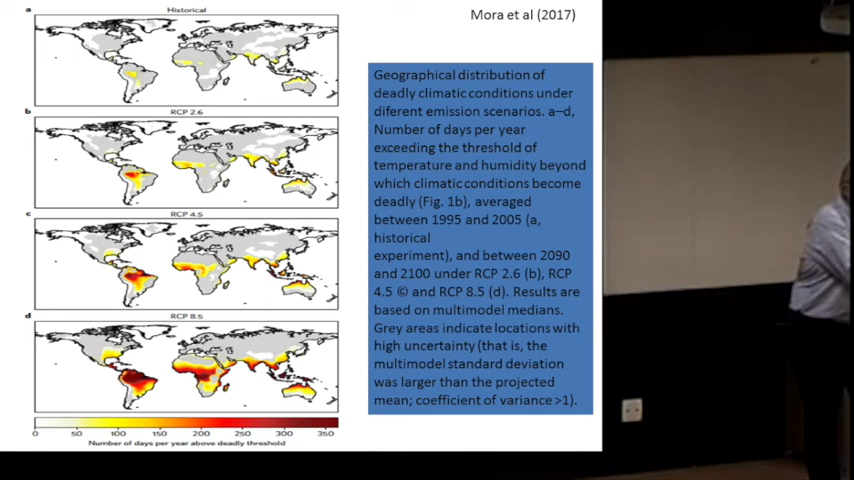 a
Historical
Mora et al (2017)
b
RCP 2.6
c
RCP 4.5
d
RCP 8.5
0 50 100 150 200 250 300 350
Number of days per year above deadly threshold
Geographical distribution of
deadly climatic conditions under
diferent emission scenarios. a–d,
Number of days per year
exceeding the threshold of
temperature and humidity beyond
which climatic conditions become
deadly (Fig. 1b), averaged
between 1995 and 2005 (a,
historical
experiment), and between 2090
and 2100 under RCP 2.6 (b), RCP
4.5 © and RCP 8.5 (d). Results are
based on multimodel medians.
Grey areas indicate locations with
high uncertainty (that is, the
multimodel standard deviation
was larger than the projected
mean; coefficient of variance >1).